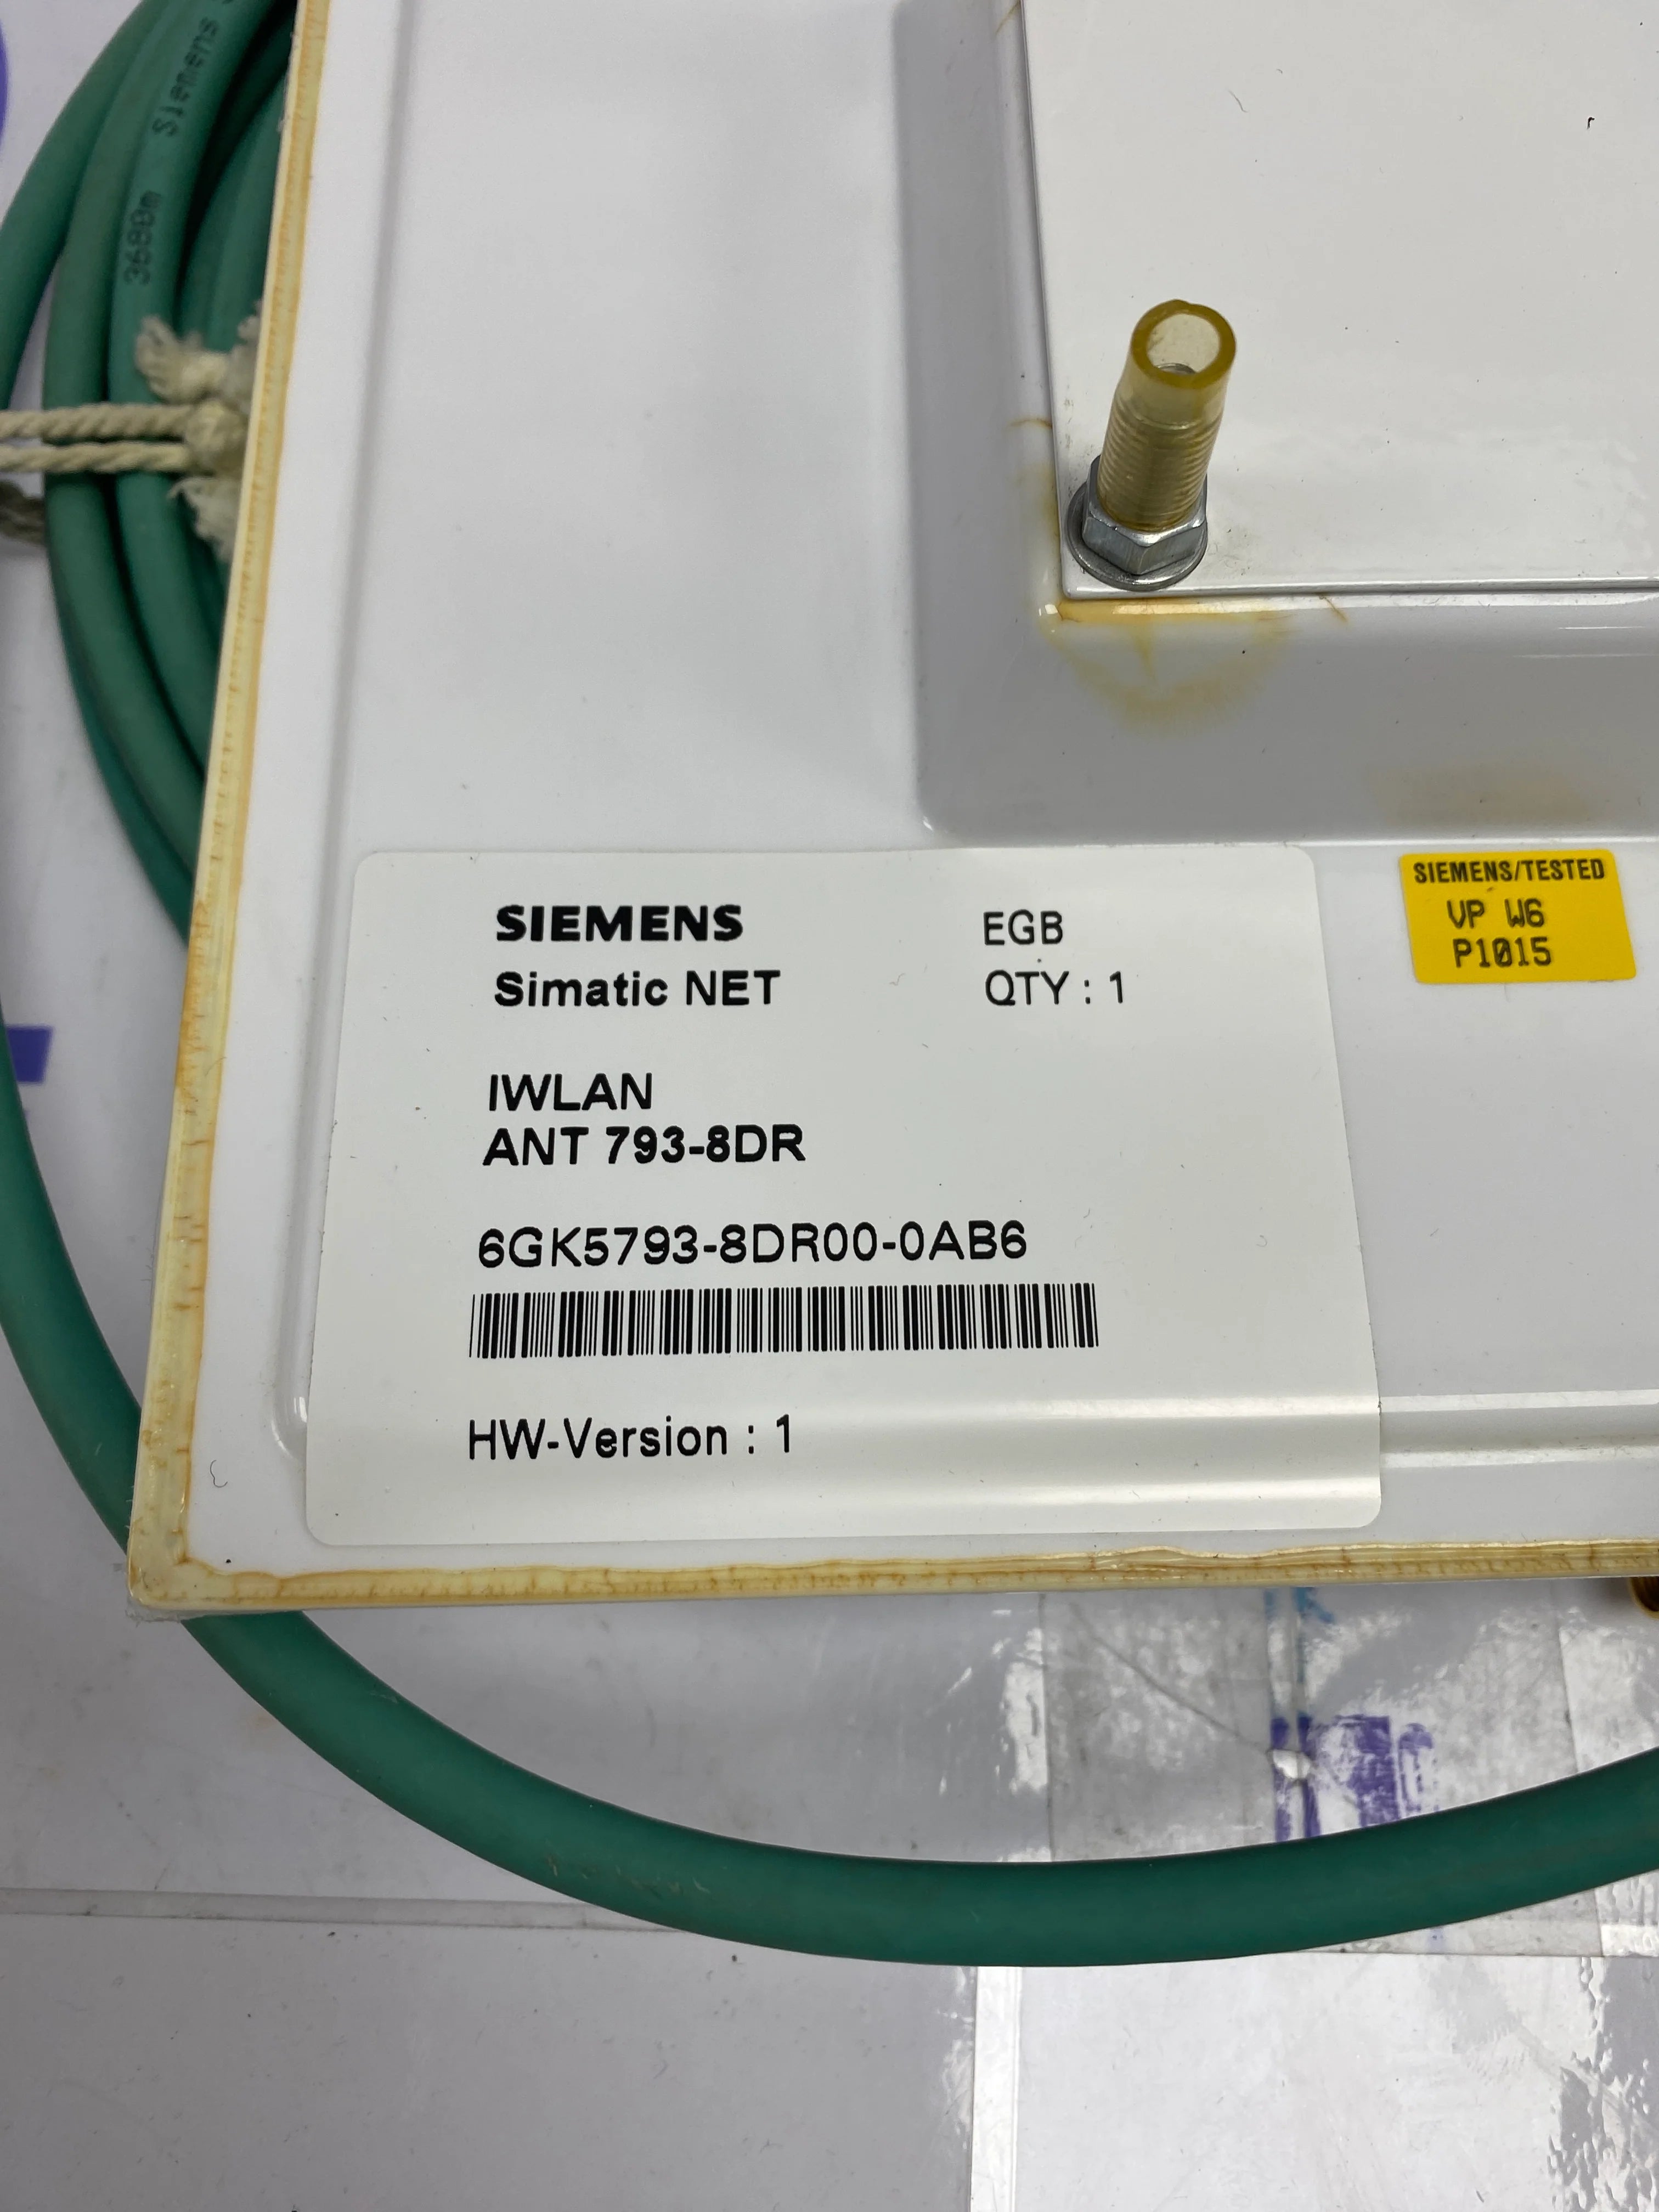 Siemens
3680m
SIEMENS
Simatic NET
EGB
QTY : 1
IWLAN
ANT 793-8DR
6GK5793-8DR00-0AB6
HW-Version : 1
SIEMENS/TESTED
VP W6
P1015